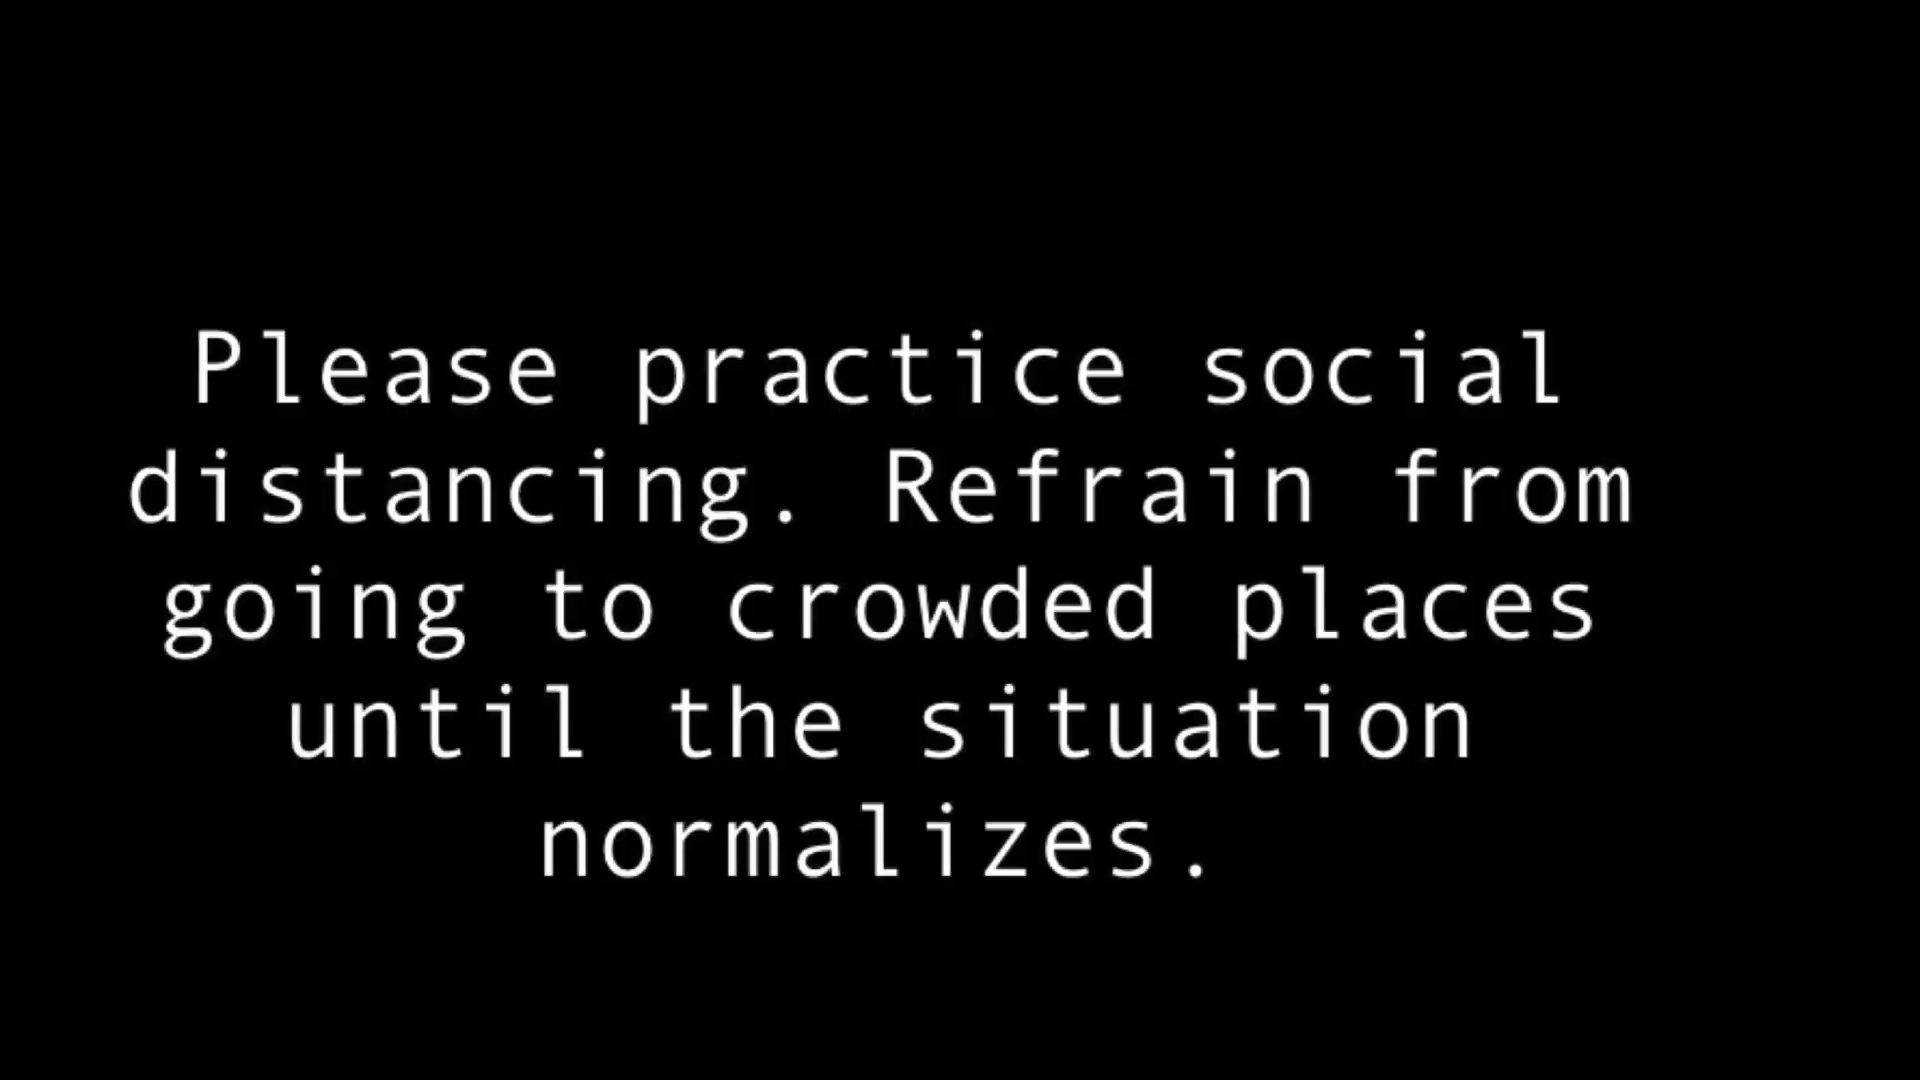 Please practice social
distancing. Refrain from
going to crowded places
until the situation
normalizes.